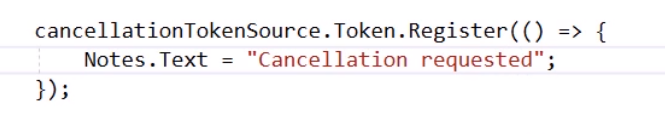 cancellationTokenSource.Token.Register(() => {
    Notes.Text = "Cancellation requested";
});